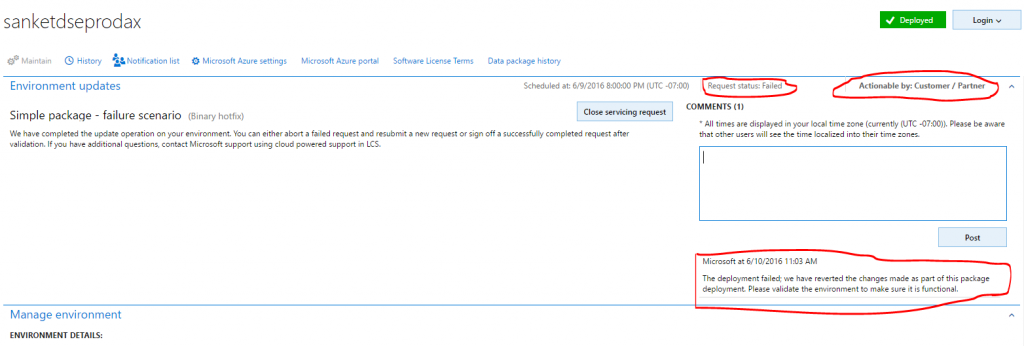 sanketdseprodax
Deployed
Login
Maintain
History
Notification list
Microsoft Azure settings
Microsoft Azure portal
Software License Terms
Data package history
Environment updates
Scheduled at: 6/9/2016 8:00:00 PM (UTC -07:00)
Request status: Failed
Actionable by: Customer / Partner
Simple package - failure scenario (Binary hotfix)
Close servicing request
We have completed the update operation on your environment. You can either abort a failed request and resubmit a new request or sign off a successfully completed request after
validation. If you have additional questions, contact Microsoft support using cloud powered support in LCS.
COMMENTS (1)
* All times are displayed in your local time zone (currently (UTC -07:00)). Please be aware
that other users will see the time localized into their time zones.
Post
Microsoft at 6/10/2016 11:03 AM
The deployment failed; we have reverted the changes made as part of this package
deployment. Please validate the environment to make sure it is functional.
Manage environment
ENVIRONMENT DETAILS: